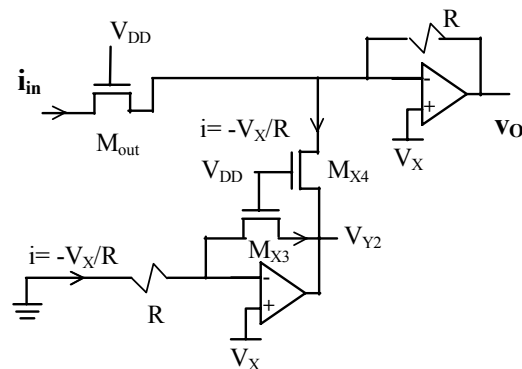 R
V_DD
i_in
-
+
M_out
i= -V_X/R
V_X
v_O
V_DD
M_X4
V_Y2
M_X3
i= -V_X/R
-
+
R
V_X